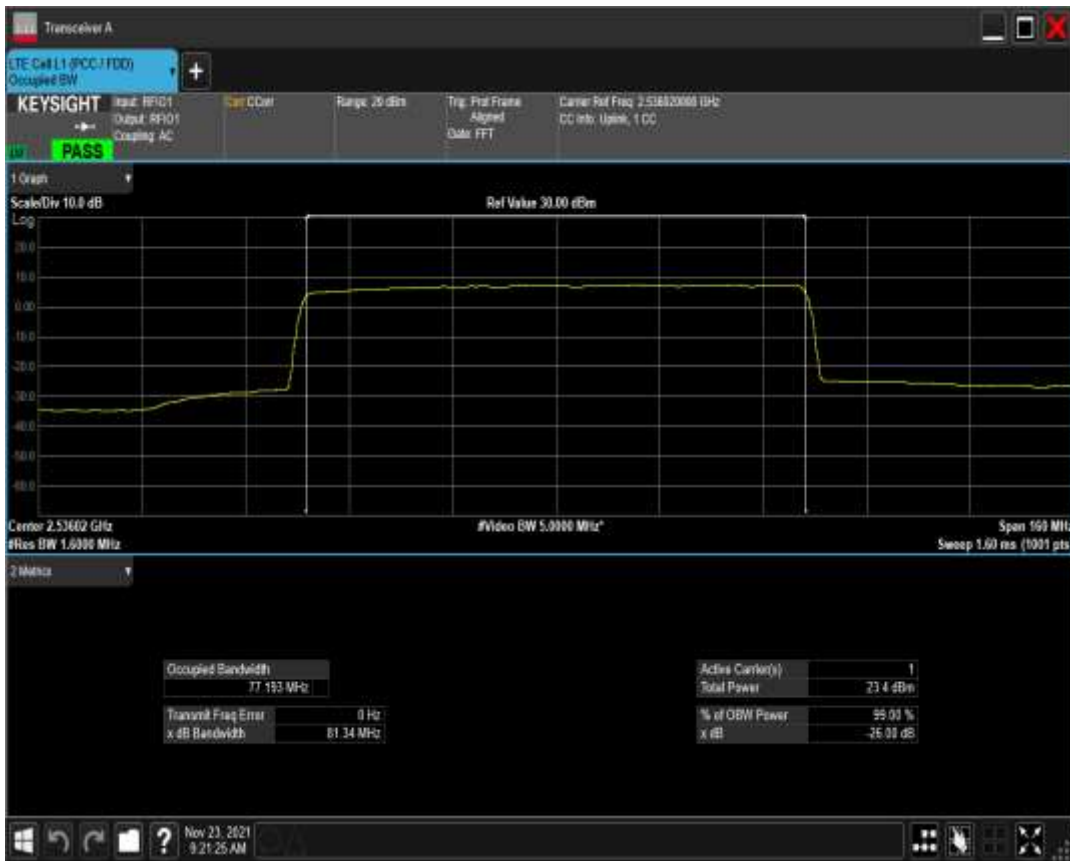 Transceiver A
LTE Cell L1 (PCC / FDD)
Occupied BW
+
KEYSIGHT
Input: RFIO1
Output: RFIO1
Coupling: AC
Corr CCorr
Range: 20 dBm
Trig: Prd Frame
Aligned
Gate: FFT
Carrier Ref Freq: 2.536020000 GHz
CC Info: Uplink, 1 CC
PASS
1 Graph
Scale/Div 10.0 dB
Ref Value 30.00 dBm
Log
20.0
10.0
0.00
-10.0
-20.0
-30.0
-40.0
-50.0
-60.0
Center 2.53602 GHz
#Video BW 5.0000 MHz*
Span 160 MHz
#Res BW 1.6000 MHz
Sweep 1.60 ms (1001 pts
2 Metrics
Occupied Bandwidth
77.193 MHz
Transmit Freq Error 0 Hz
x dB Bandwidth 81.34 MHz
Active Carrier(s) 1
Total Power 23.4 dBm
% of OBW Power 99.00 %
x dB -26.00 dB
?
Nov 23, 2021
9:21:25 AM